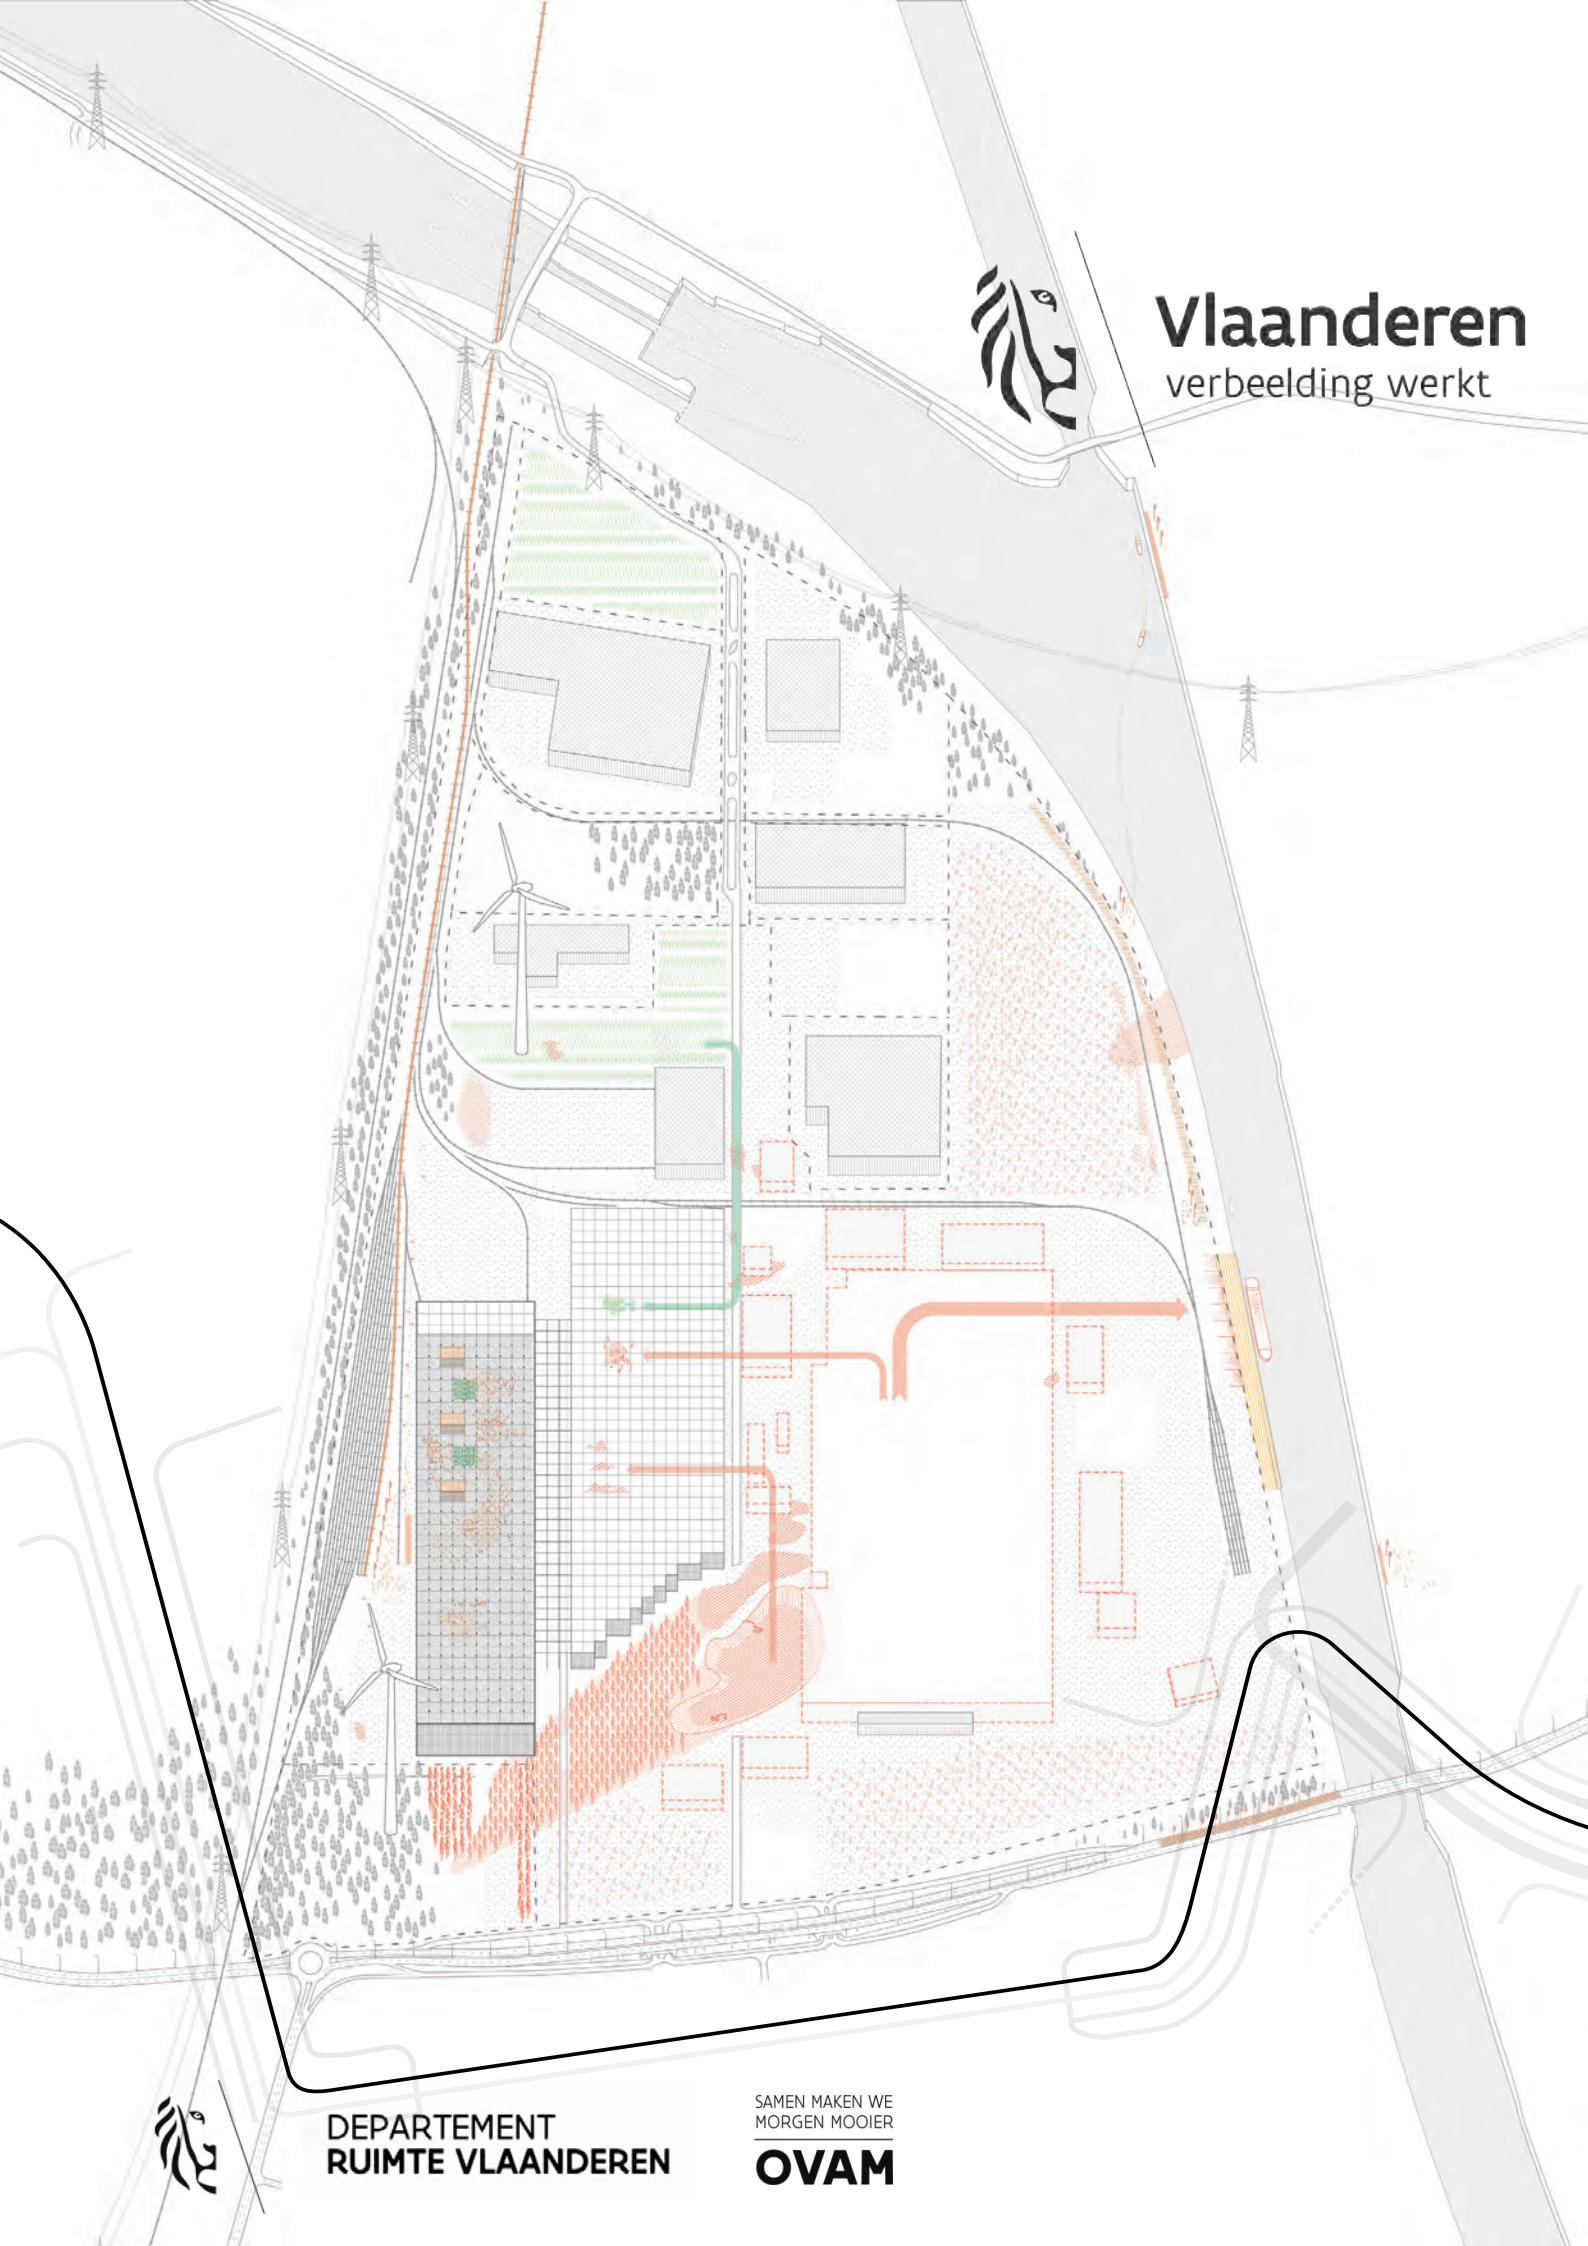 Vlaanderen
verbeelding werkt
DEPARTEMENT
RUIMTE VLAANDEREN
SAMEN MAKEN WE
MORGEN MOOIER
OVAM